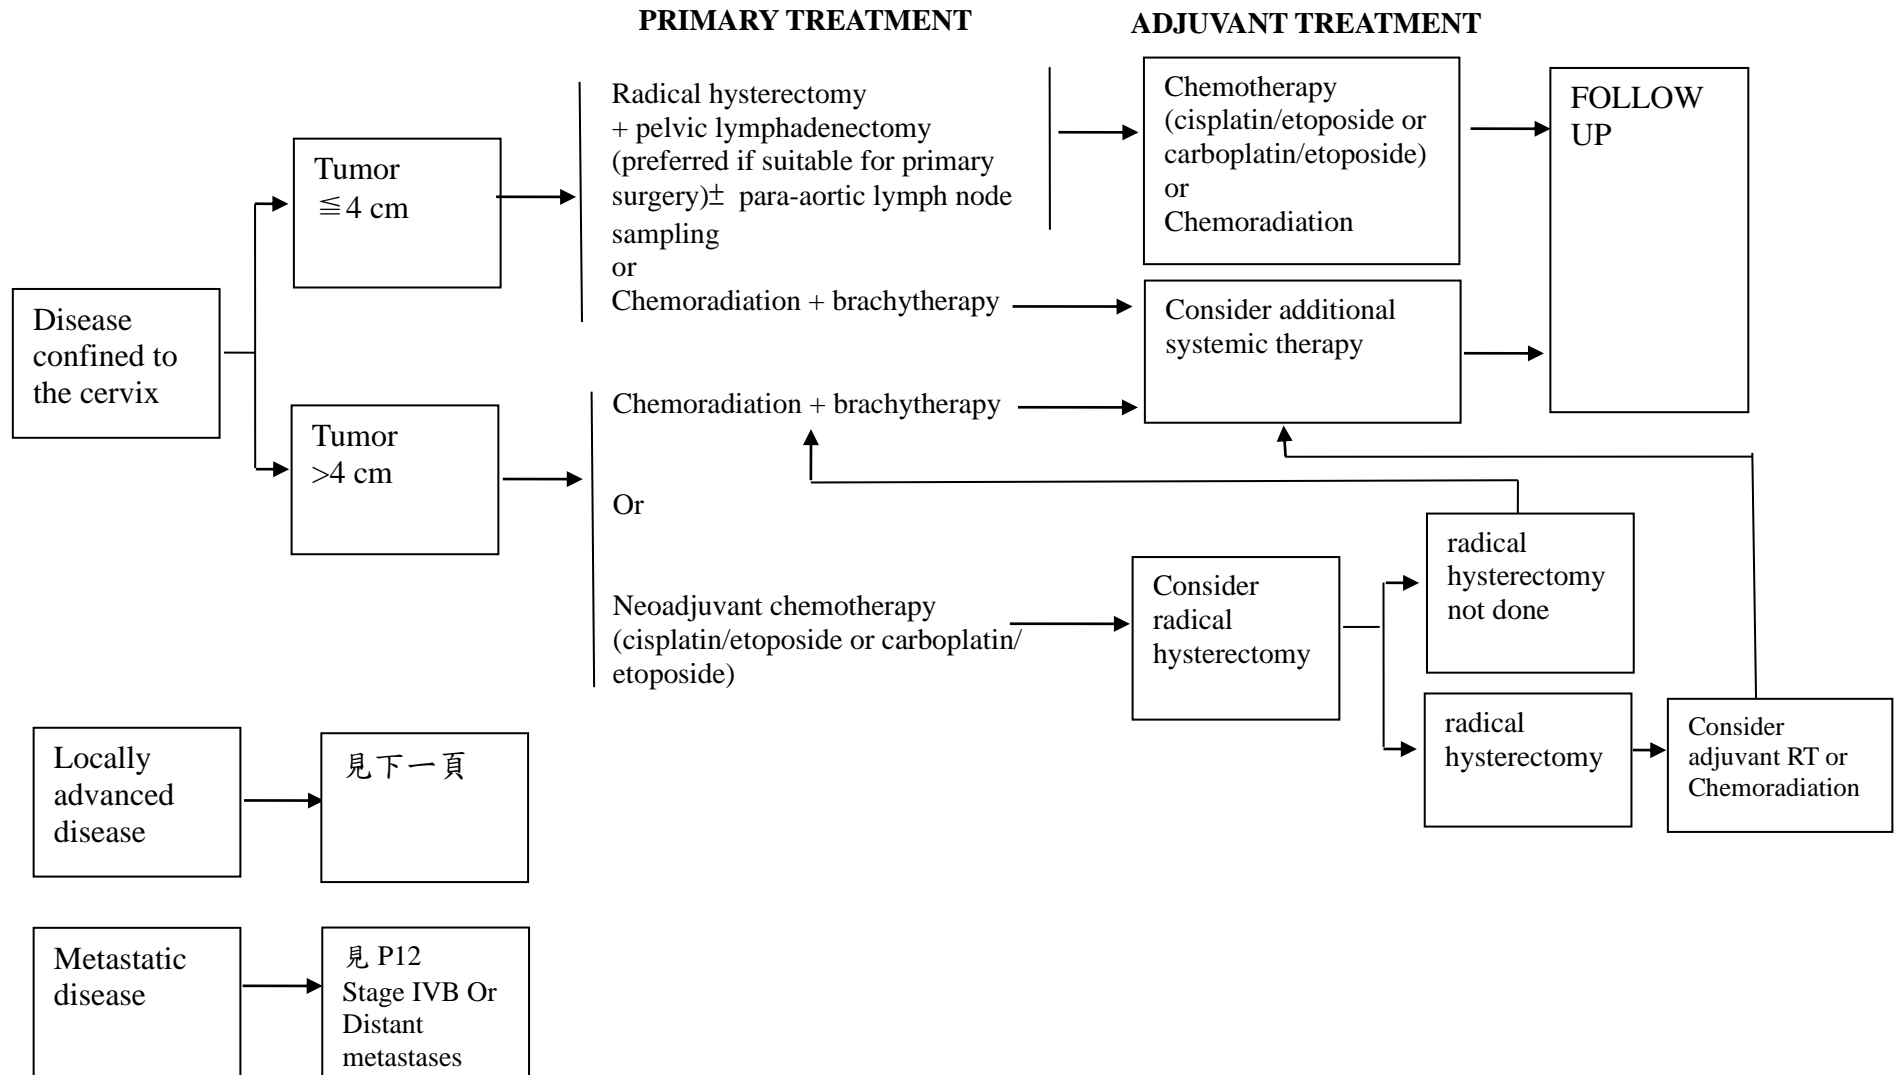 PRIMARY TREATMENT
ADJUVANT TREATMENT
Disease
confined to
the cervix
Tumor
≦4 cm
Radical hysterectomy
+ pelvic lymphadenectomy
(preferred if suitable for primary
surgery)± para-aortic lymph node
sampling
or
Chemoradiation + brachytherapy
Chemotherapy
(cisplatin/etoposide or
carboplatin/etoposide)
or
Chemoradiation
Consider additional
systemic therapy
FOLLOW
UP
Tumor
>4 cm
Chemoradiation + brachytherapy
Or
Neoadjuvant chemotherapy
(cisplatin/etoposide or carboplatin/
etoposide)
Consider
radical
hysterectomy
radical
hysterectomy
not done
radical
hysterectomy
Consider
adjuvant RT or
Chemoradiation
Locally
advanced
disease
見下一頁
Metastatic
disease
見 P12
Stage IVB Or
Distant
metastases